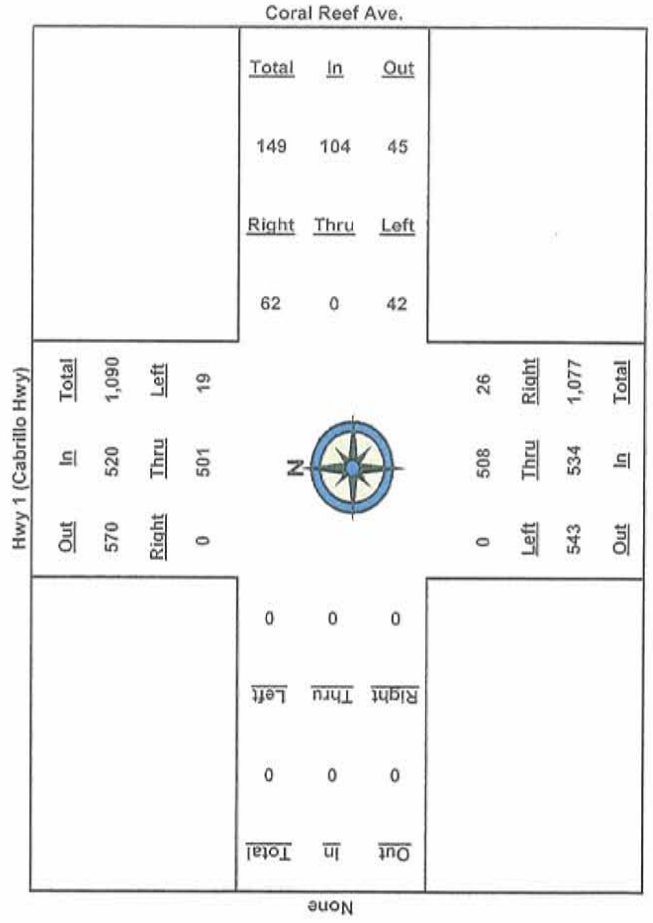 Coral Reef Ave.
Total In Out
149 104 45
Right Thru Left
62 0 42
Hwy 1 (Cabrillo Hwy)
Out In Total
570 520 1,090
Right Thru Left
0 501 19
N
0 508 26
Left Thru Right
543 534 1,077
Out In Total
0 0 0
Left Thru Right
0 0 0
Total In Out
None